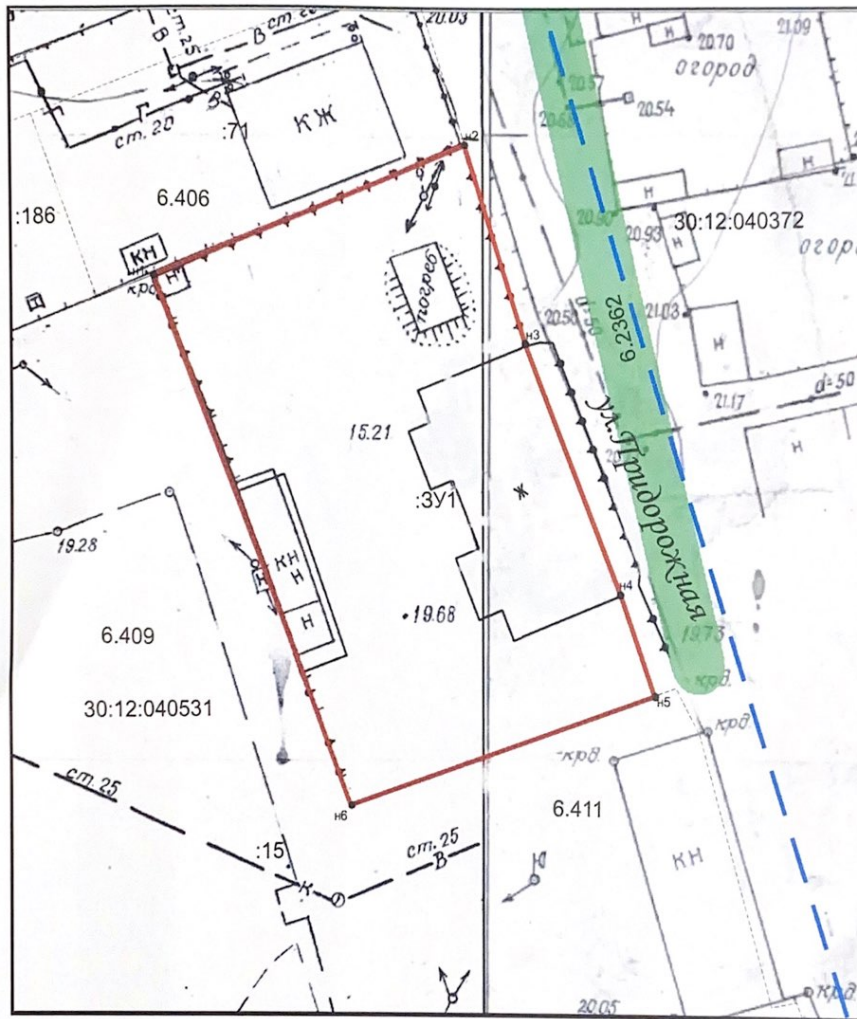 ст.25
В
ст. 20
В
В
Г
ст. 20
:71
КЖ
20.03
н2
20.57
20.70
огород
21.09
20.68
20.54
н
6.406
:186
КН
Н
крд
погреб
20.90
20.93
н
н
н
30:12:040372
огоро
21.03
н
20.50
6.2362
н3
21.17
d=50
н
15.21
ул.Придорожная
:ЗУ1
ж
19.28
КН
Н
Н
19.68
н4
19.73
крд.
н5
6.409
30:12:040531
крд.
крд.
ст.25
н6
6.411
:15
ст.25
В
К
КН
20.05
крд.